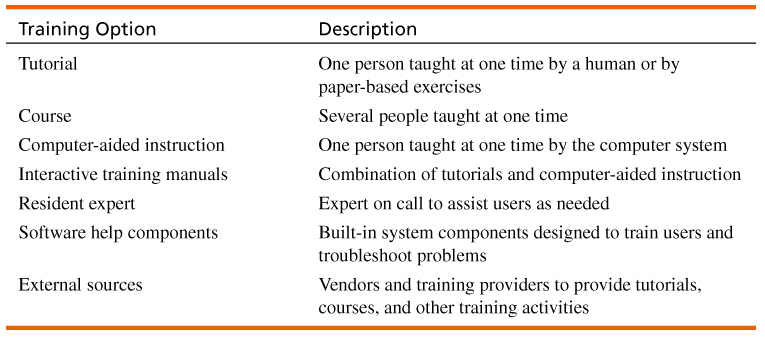 Training Option Description
Tutorial One person taught at one time by a human or by
paper-based exercises
Course Several people taught at one time
Computer-aided instruction One person taught at one time by the computer system
Interactive training manuals Combination of tutorials and computer-aided instruction
Resident expert Expert on call to assist users as needed
Software help components Built-in system components designed to train users and
troubleshoot problems
External sources Vendors and training providers to provide tutorials,
courses, and other training activities